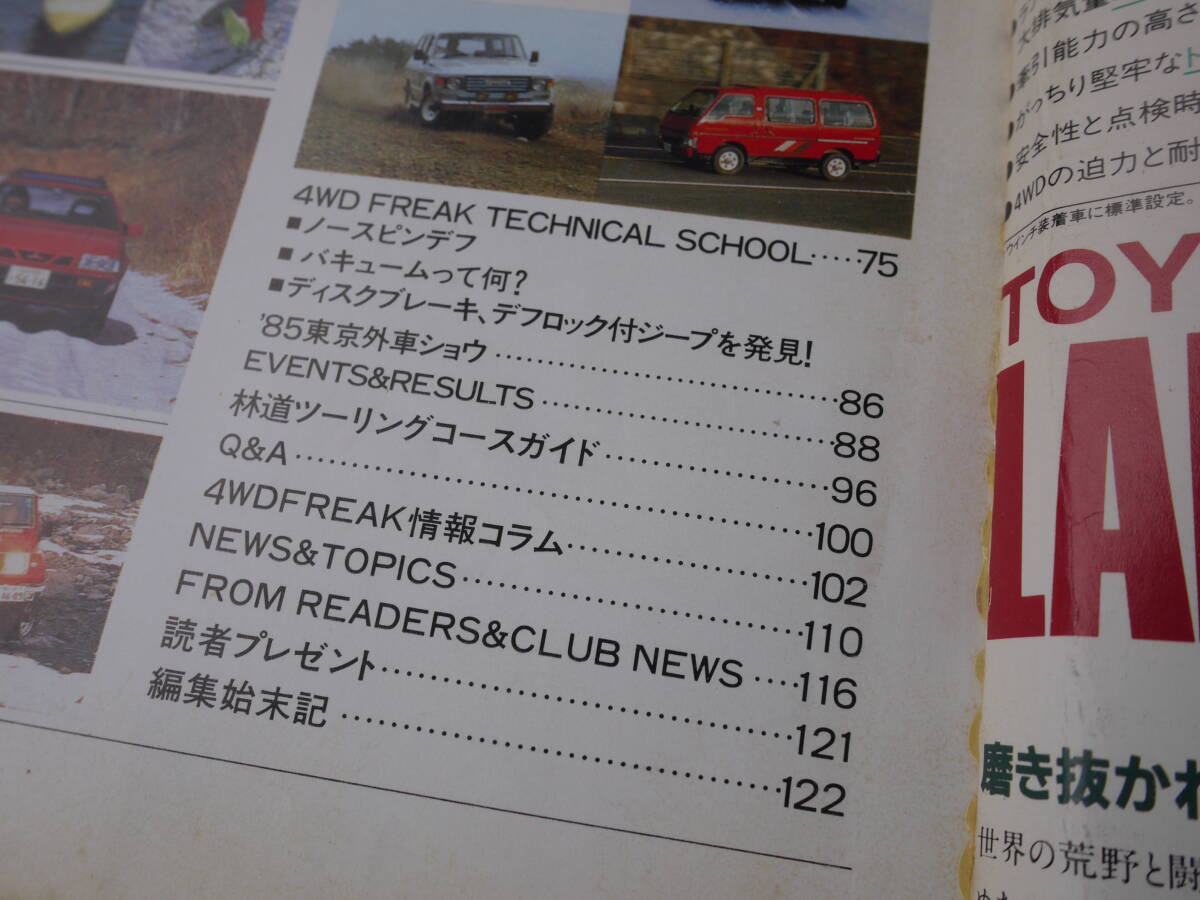 4WD FREAK TECHNICAL SCHOOL････75
■ノースピンデフ
■バキュームって何?
■ディスクブレーキ、デフロック付ジープを発見!
'85東京外車ショウ………………86
EVENTS&RESULTS………………88
林道ツーリングコースガイド………………96
Q&A………………100
4WDFREAK情報コラム………………102
NEWS&TOPICS………………110
FROM READERS&CLUB NEWS････116
読者プレゼント………………121
編集始末記………………122
大排気量
●牽引能力の高さ
●がっちり堅牢な
●安全性と点検時
●4WDの迫力と耐
ウインチ装着車に標準設定。
TOY
LA
磨き抜かれ
世界の荒野と闘